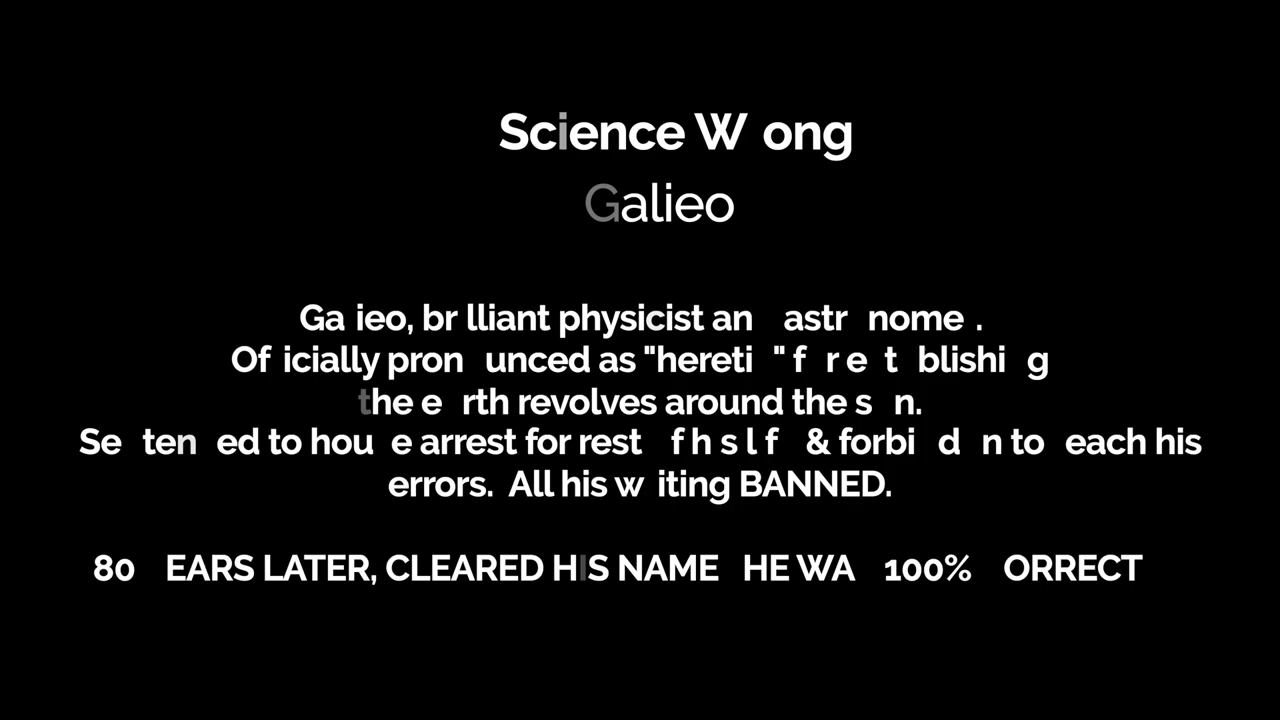 Science W ong
Galieo
Ga ieo, br lliant physicist an astr nome .
Of icially pron unced as "hereti " f r e t blishi g
the e rth revolves around the s n.
Se ten ed to hou e arrest for rest f h s l f & forbi d n to each his
errors. All his w iting BANNED.
80 EARS LATER, CLEARED HIS NAME HE WA 100% ORRECT